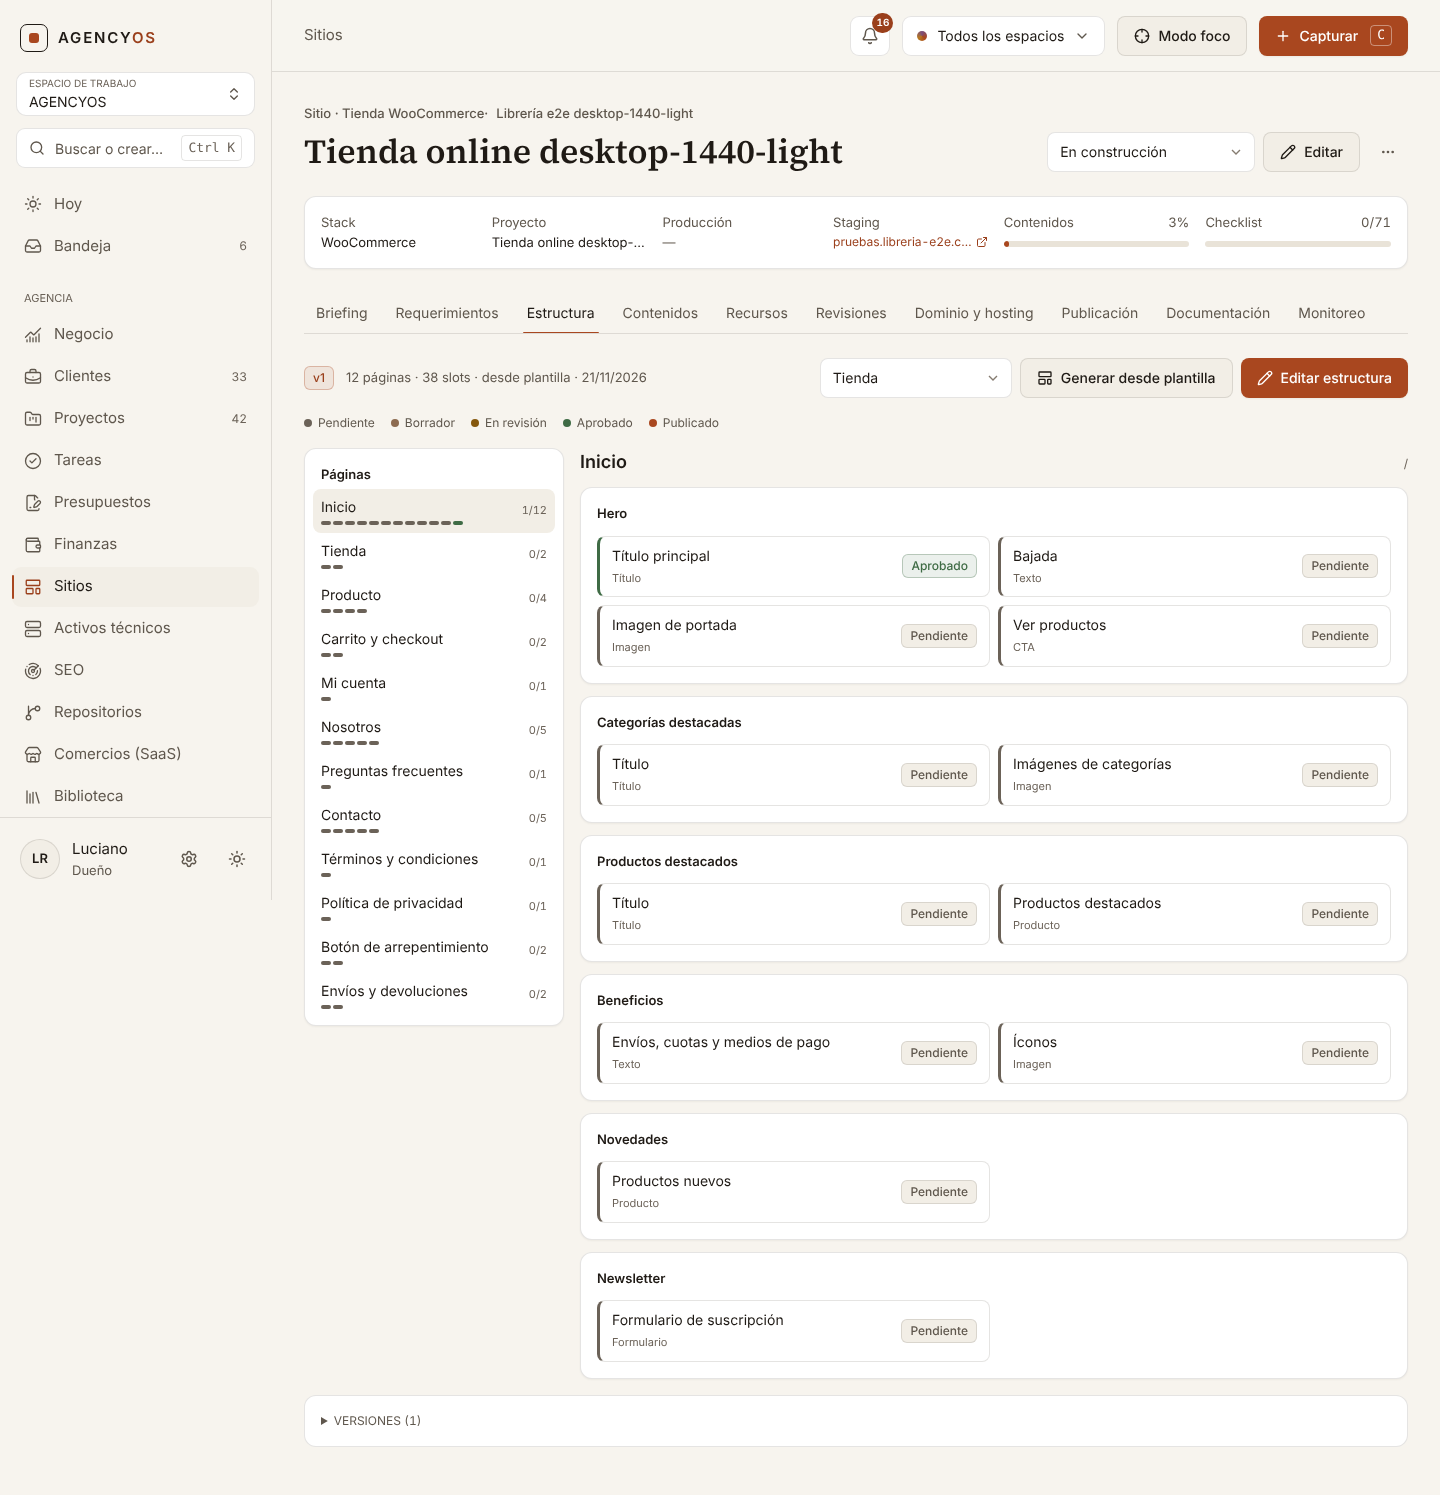 AGENCYOS
ESPACIO DE TRABAJO
AGENCYOS
Buscar o crear... Ctrl K
Hoy
Bandeja 6
AGENCIA
Negocio
Clientes 33
Proyectos 42
Tareas
Presupuestos
Finanzas
Sitios
Activos técnicos
SEO
Repositorios
Comercios (SaaS)
Biblioteca
LR Luciano
Dueño
Sitios
16
Todos los espacios
Modo foco
Capturar C
Sitio · Tienda WooCommerce· Librería e2e desktop-1440-light
Tienda online desktop-1440-light
En construcción
Editar
Stack
WooCommerce
Proyecto
Tienda online desktop-...
Producción
—
Staging
pruebas.libreria-e2e.c...
Contenidos 3%
Checklist 0/71
Briefing Requerimientos Estructura Contenidos Recursos Revisiones Dominio y hosting Publicación Documentación Monitoreo
v1 12 páginas · 38 slots · desde plantilla · 21/11/2026
Tienda
Generar desde plantilla
Editar estructura
Pendiente Borrador En revisión Aprobado Publicado
Páginas
Inicio 1/12
Tienda 0/2
Producto 0/4
Carrito y checkout 0/2
Mi cuenta 0/1
Nosotros 0/5
Preguntas frecuentes 0/1
Contacto 0/5
Términos y condiciones 0/1
Política de privacidad 0/1
Botón de arrepentimiento 0/2
Envíos y devoluciones 0/2
Inicio /
Hero
Título principal
Título
Aprobado
Bajada
Texto
Pendiente
Imagen de portada
Imagen
Pendiente
Ver productos
CTA
Pendiente
Categorías destacadas
Título
Título
Pendiente
Imágenes de categorías
Imagen
Pendiente
Productos destacados
Título
Título
Pendiente
Productos destacados
Producto
Pendiente
Beneficios
Envíos, cuotas y medios de pago
Texto
Pendiente
Íconos
Imagen
Pendiente
Novedades
Productos nuevos
Producto
Pendiente
Newsletter
Formulario de suscripción
Formulario
Pendiente
VERSIONES (1)